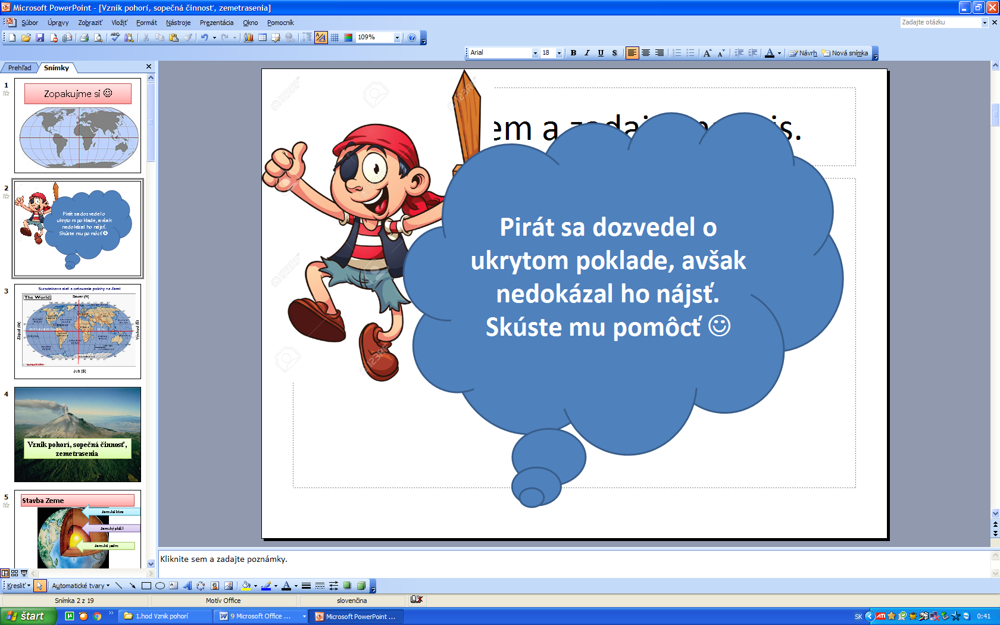 Microsoft PowerPoint - [Vznik pohorí, sopečná činnosť, zemetrasenia]
Súbor Úpravy Zobraziť Vložiť Formát Nástroje Prezentácia Okno Pomocník
Zadajte otázku
109%
Arial 18 B I U S Návrh Nová snímka
Prehľad Snímky
1
Zopakujme si ☺
2
Pirát sa dozvedel o
ukrytom poklade, avšak
nedokázal ho nájsť.
Skúste mu pomôcť ☺
3
Súradnicová sieť a určovanie polohy na Zemi
The World
Sever (N)
Západ (W)
Východ (E)
Juh (S)
4
Vznik pohorí, sopečná činnosť,
zemetrasenia
5
Stavba Zeme
Zemská kôra
Zemský plášť
Zemské jadro
em a zadaj
is.
Pirát sa dozvedel o
ukrytom poklade, avšak
nedokázal ho nájsť.
Skúste mu pomôcť ☺
123RF
Kliknite sem a zadajte poznámky.
Kresliť Automatické tvary
Snímka 2 z 19 Motív Office slovenčina
štart 1.hod Vznik pohorí 9 Microsoft Office ... Microsoft PowerPoint ... SK ATI 0:41